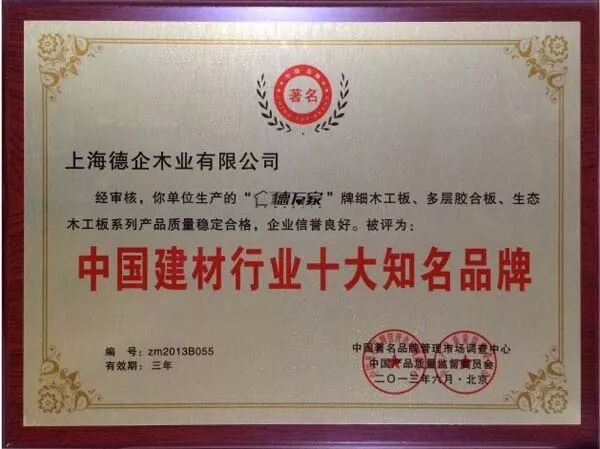 中国品牌
著名
上海德企木业有限公司
经审核，你单位生产的“德瓦家”牌细木工板、多层胶合板、生态
木工板系列产品质量稳定合格，企业信誉良好。被评为：
中国建材行业十大知名品牌
编 号：zm2013B055
有效期：三年
中国著名品牌管理市场调查中心
中国产品质量监督委员会
二○一三年六月·北京